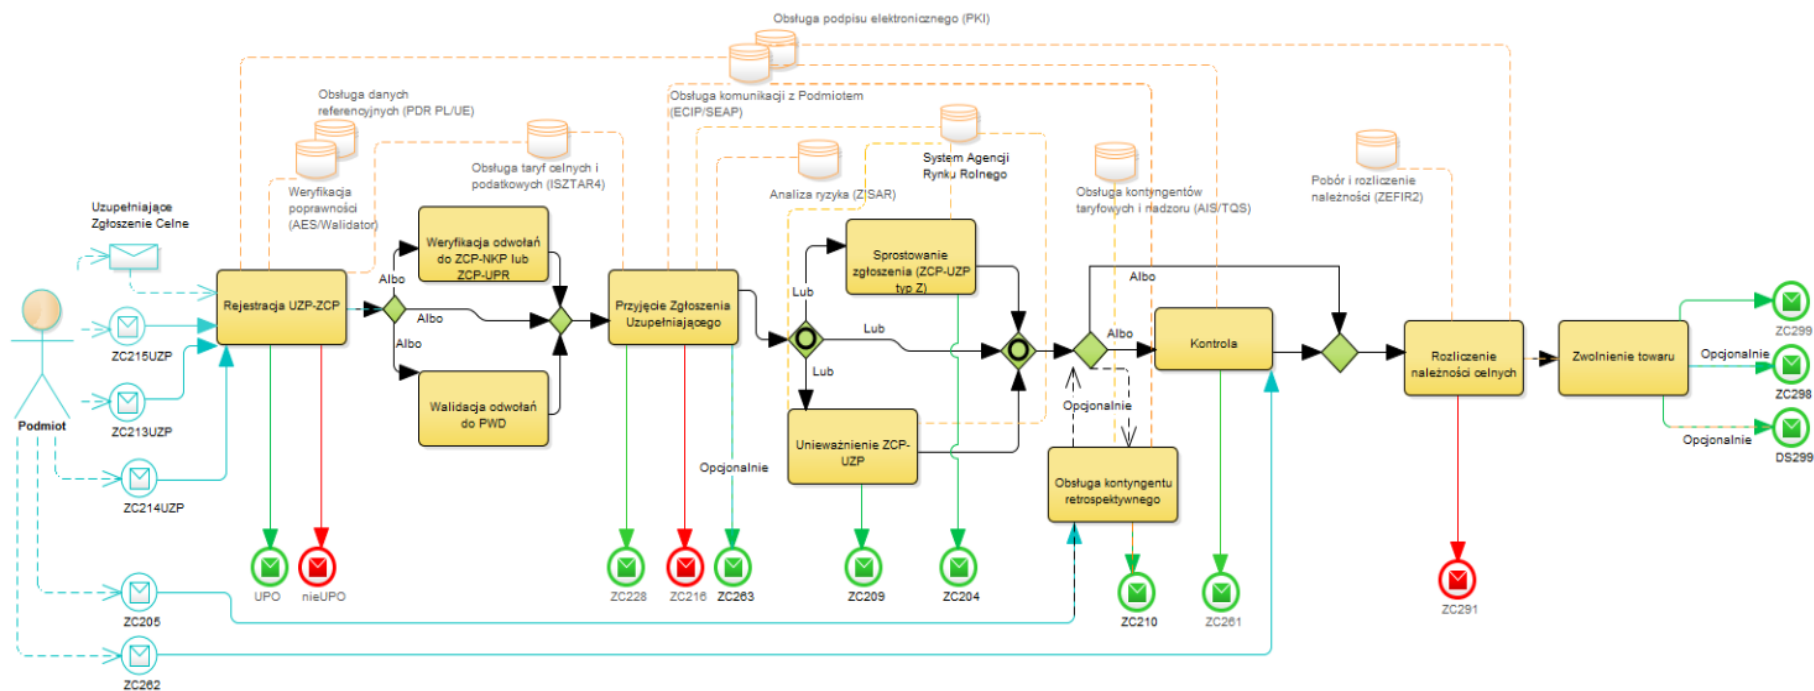 Obsługa podpisu elektronicznego (PKI)
Obsługa danych
referencyjnych (PDR PL/UE)
Obsługa komunikacji z Podmiotem
(ECIP/SEAP)
Weryfikacja
poprawności
(AES/Walidator)
Obsługa taryf celnych i
podatkowych (ISZTAR4)
Analiza ryzyka (ZISAR)
System Agencji
Rynku Rolnego
Obsługa kontyngentów
taryfowych i nadzoru (AIS/TQS)
Pobór i rozliczenie
należności (ZEFIR2)
Uzupełniające
Zgłoszenie Celne
Podmiot
ZC215UZP
ZC213UZP
ZC214UZP
ZC205
ZC262
Rejestracja UZP-ZCP
UPO
nieUPO
Albo
Albo
Albo
Weryfikacja odwołań
do ZCP-NKP lub
ZCP-UPR
Walidacja odwołań
do PWD
Przyjęcie Zgłoszenia
Uzupełniającego
Opcjonalnie
ZC228
ZC216
ZC263
Lub
Lub
Lub
Sprostowanie
zgłoszenia (ZCP-UZP
typ Z)
Unieważnienie ZCP-
UZP
ZC209
ZC204
Albo
Albo
Opcjonalnie
Obsługa kontyngentu
retrospektywnego
ZC210
Kontrola
ZC261
Rozliczenie
należności celnych
ZC291
Zwolnienie towaru
ZC299
Opcjonalnie
ZC298
Opcjonalnie
DS299